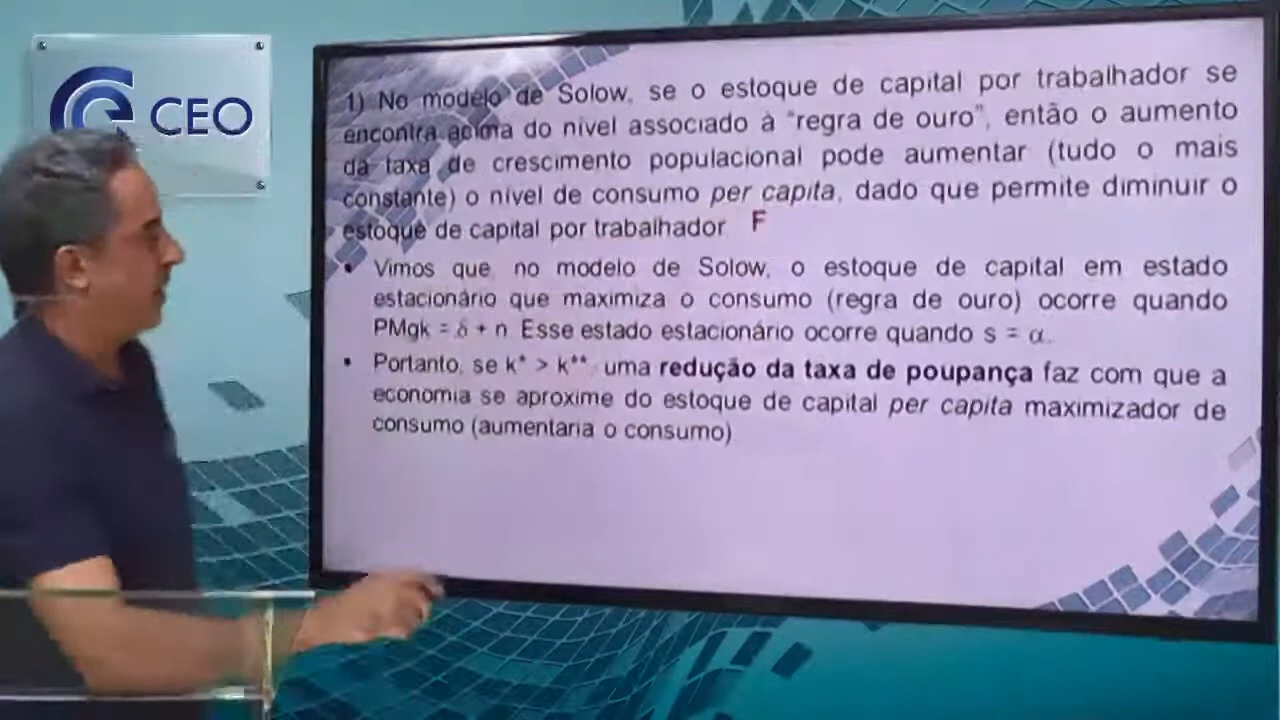 CEO
1) No modelo de Solow, se o estoque de capital por trabalhador se
encontra acima do nível associado à "regra de ouro", então o aumento
da taxa de crescimento populacional pode aumentar (tudo o mais
constante) o nível de consumo per capita, dado que permite diminuir o
estoque de capital por trabalhador F
• Vimos que, no modelo de Solow, o estoque de capital em estado
estacionário que maximiza o consumo (regra de ouro) ocorre quando
PMgk = δ + n. Esse estado estacionário ocorre quando s = α.
• Portanto, se k* > k**, uma redução da taxa de poupança faz com que a
economia se aproxime do estoque de capital per capita maximizador de
consumo (aumentaria o consumo)